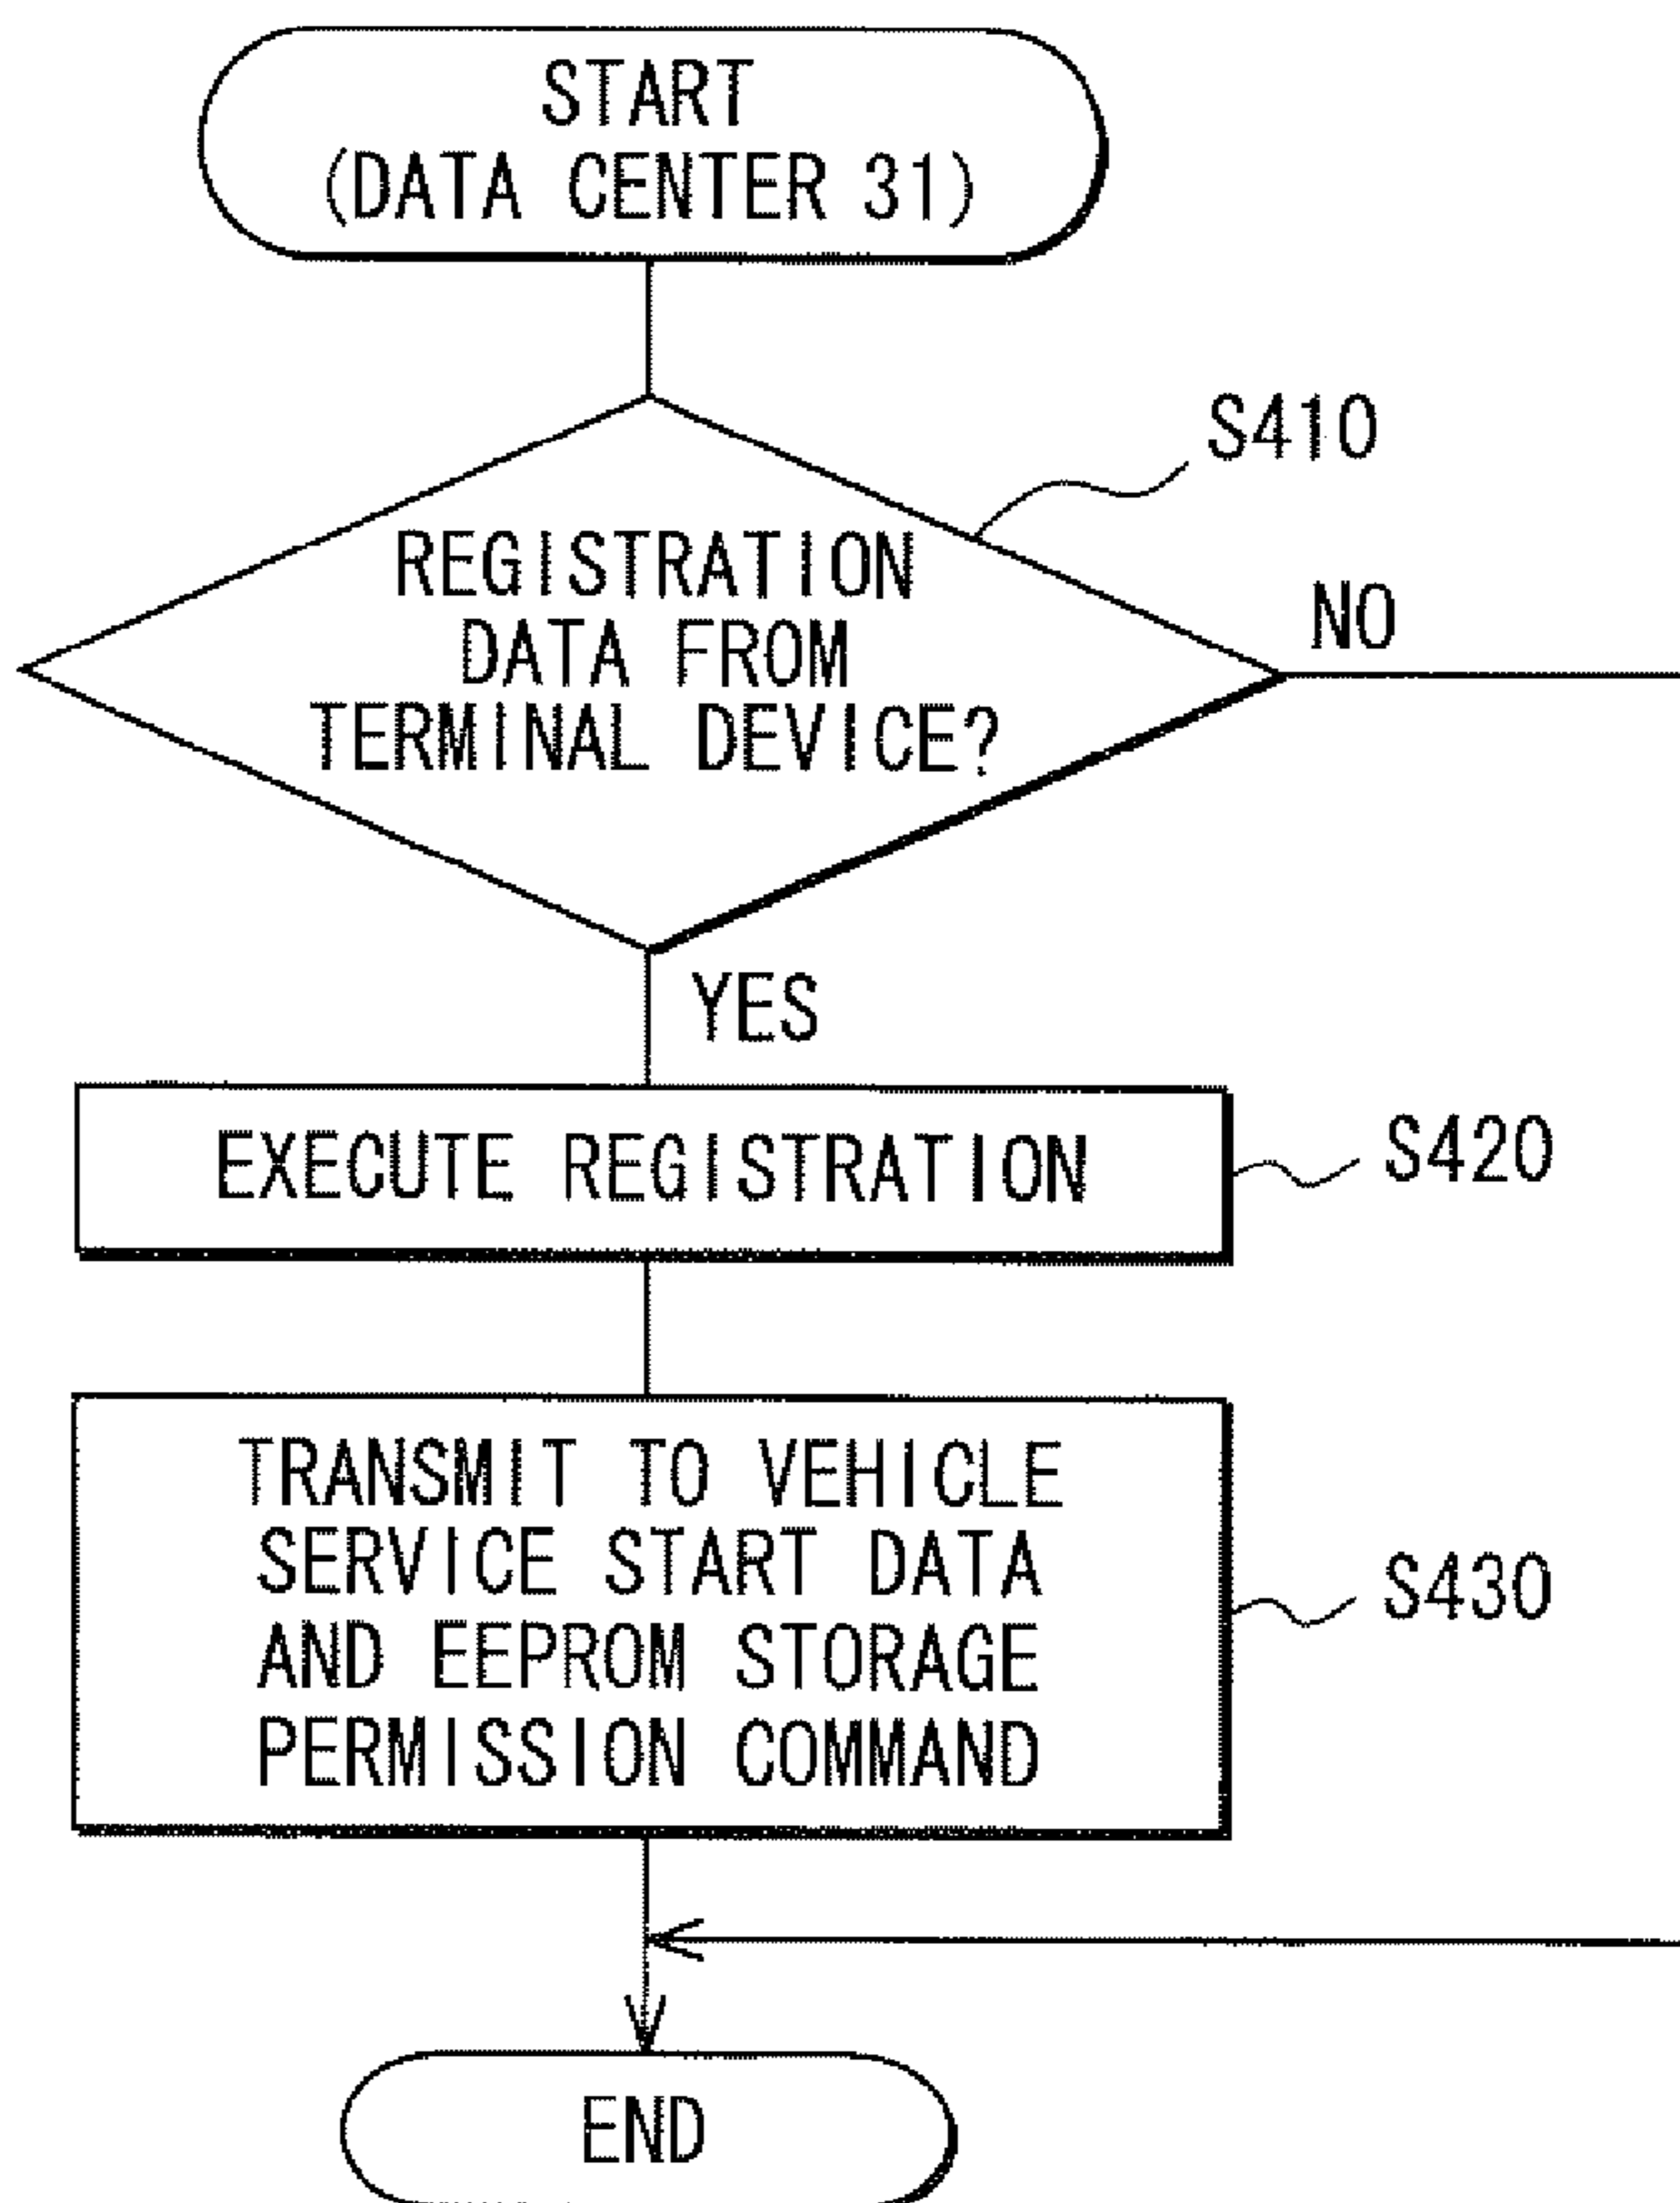 START
(DATA CENTER 31)
S410
REGISTRATION
DATA FROM
TERMINAL DEVICE?
NO
YES
EXECUTE REGISTRATION
S420
TRANSMIT TO VEHICLE
SERVICE START DATA
AND EEPROM STORAGE
PERMISSION COMMAND
S430
END